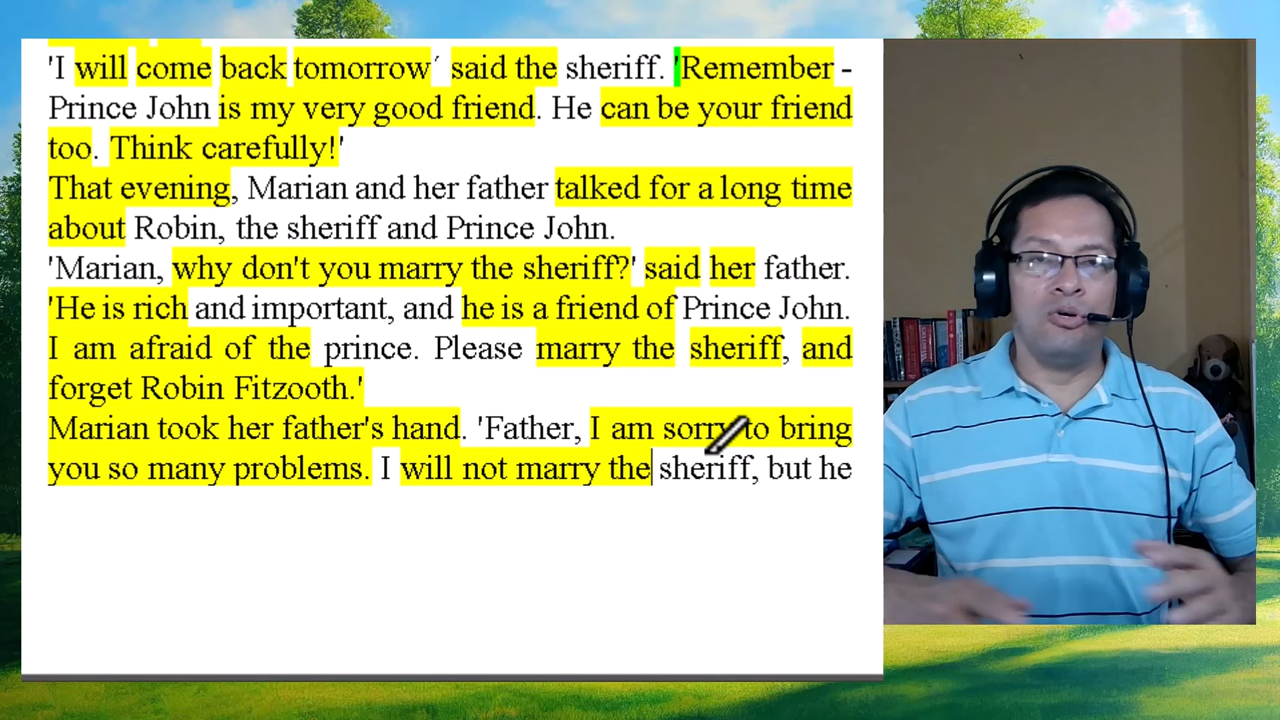 'I will come back tomorrow´ said the sheriff. 'Remember -
Prince John is my very good friend. He can be your friend
too. Think carefully!'
That evening, Marian and her father talked for a long time
about Robin, the sheriff and Prince John.
'Marian, why don't you marry the sheriff?' said her father.
'He is rich and important, and he is a friend of Prince John.
I am afraid of the prince. Please marry the sheriff, and
forget Robin Fitzooth.'
Marian took her father's hand. 'Father, I am sorry to bring
you so many problems. I will not marry the sheriff, but he